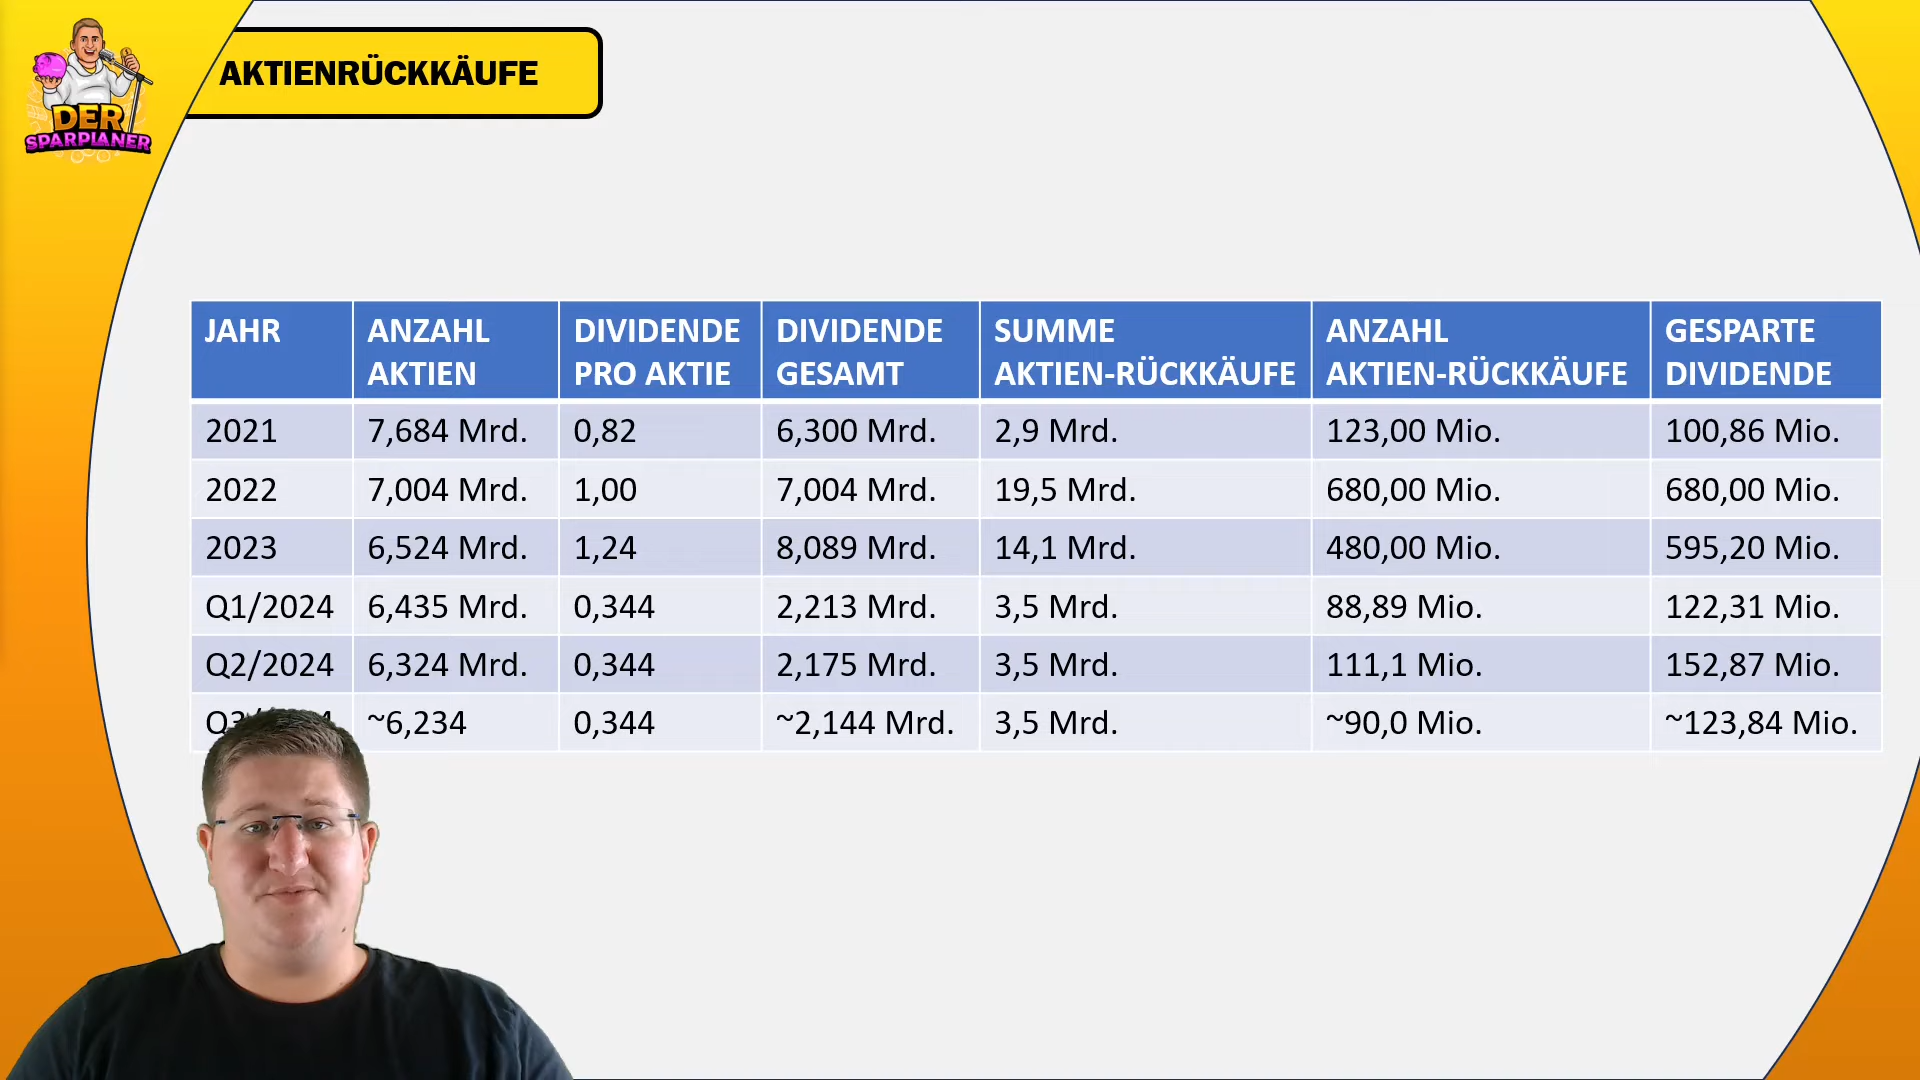 AKTIENRÜCKKÄUFE
DER
SPARPLANER
JAHR ANZAHL AKTIEN DIVIDENDE PRO AKTIE DIVIDENDE GESAMT SUMME AKTIEN-RÜCKKÄUFE ANZAHL AKTIEN-RÜCKKÄUFE GESPARTE DIVIDENDE
2021 7,684 Mrd. 0,82 6,300 Mrd. 2,9 Mrd. 123,00 Mio. 100,86 Mio.
2022 7,004 Mrd. 1,00 7,004 Mrd. 19,5 Mrd. 680,00 Mio. 680,00 Mio.
2023 6,524 Mrd. 1,24 8,089 Mrd. 14,1 Mrd. 480,00 Mio. 595,20 Mio.
Q1/2024 6,435 Mrd. 0,344 2,213 Mrd. 3,5 Mrd. 88,89 Mio. 122,31 Mio.
Q2/2024 6,324 Mrd. 0,344 2,175 Mrd. 3,5 Mrd. 111,1 Mio. 152,87 Mio.
~6,234 0,344 ~2,144 Mrd. 3,5 Mrd. ~90,0 Mio. ~123,84 Mio.